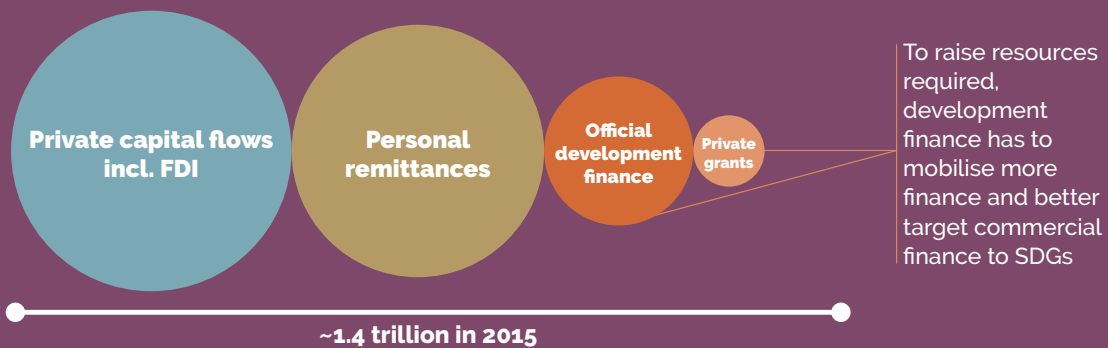 Private capital flows
incl. FDI
Personal
remittances
Official
development
finance
Private
grants
To raise resources
required,
development
finance has to
mobilise more
finance and better
target commercial
finance to SDGs
~1.4 trillion in 2015